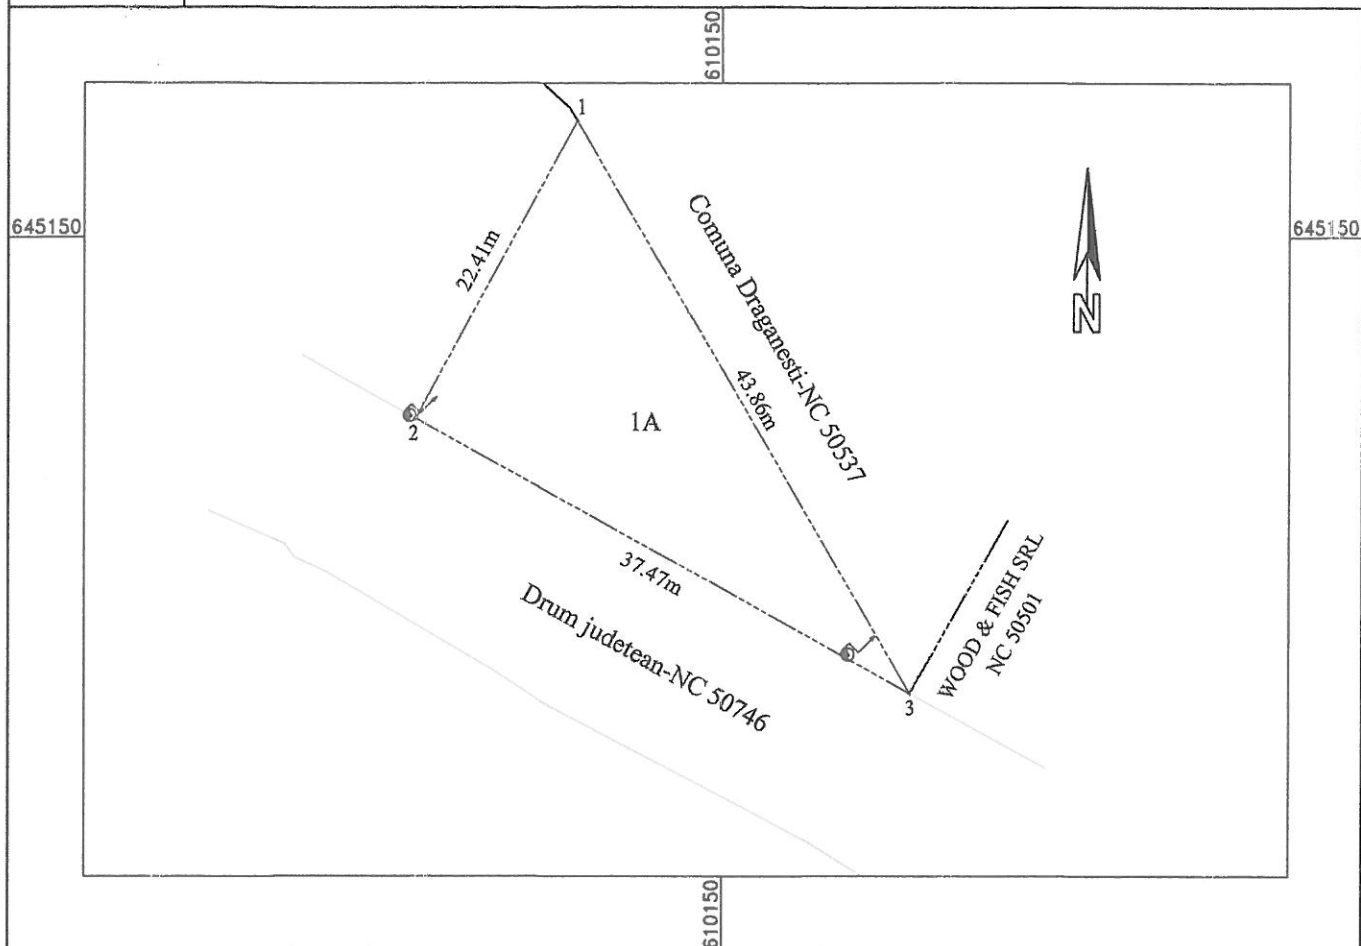 610150
1
645150
645150
Comuna Draganesti-NC 50537
22.41m
N
43.86m
1A
2
37.47m
Drum judetean-NC 50746
WOOD & FISH SRL
NC 50501
3
610150